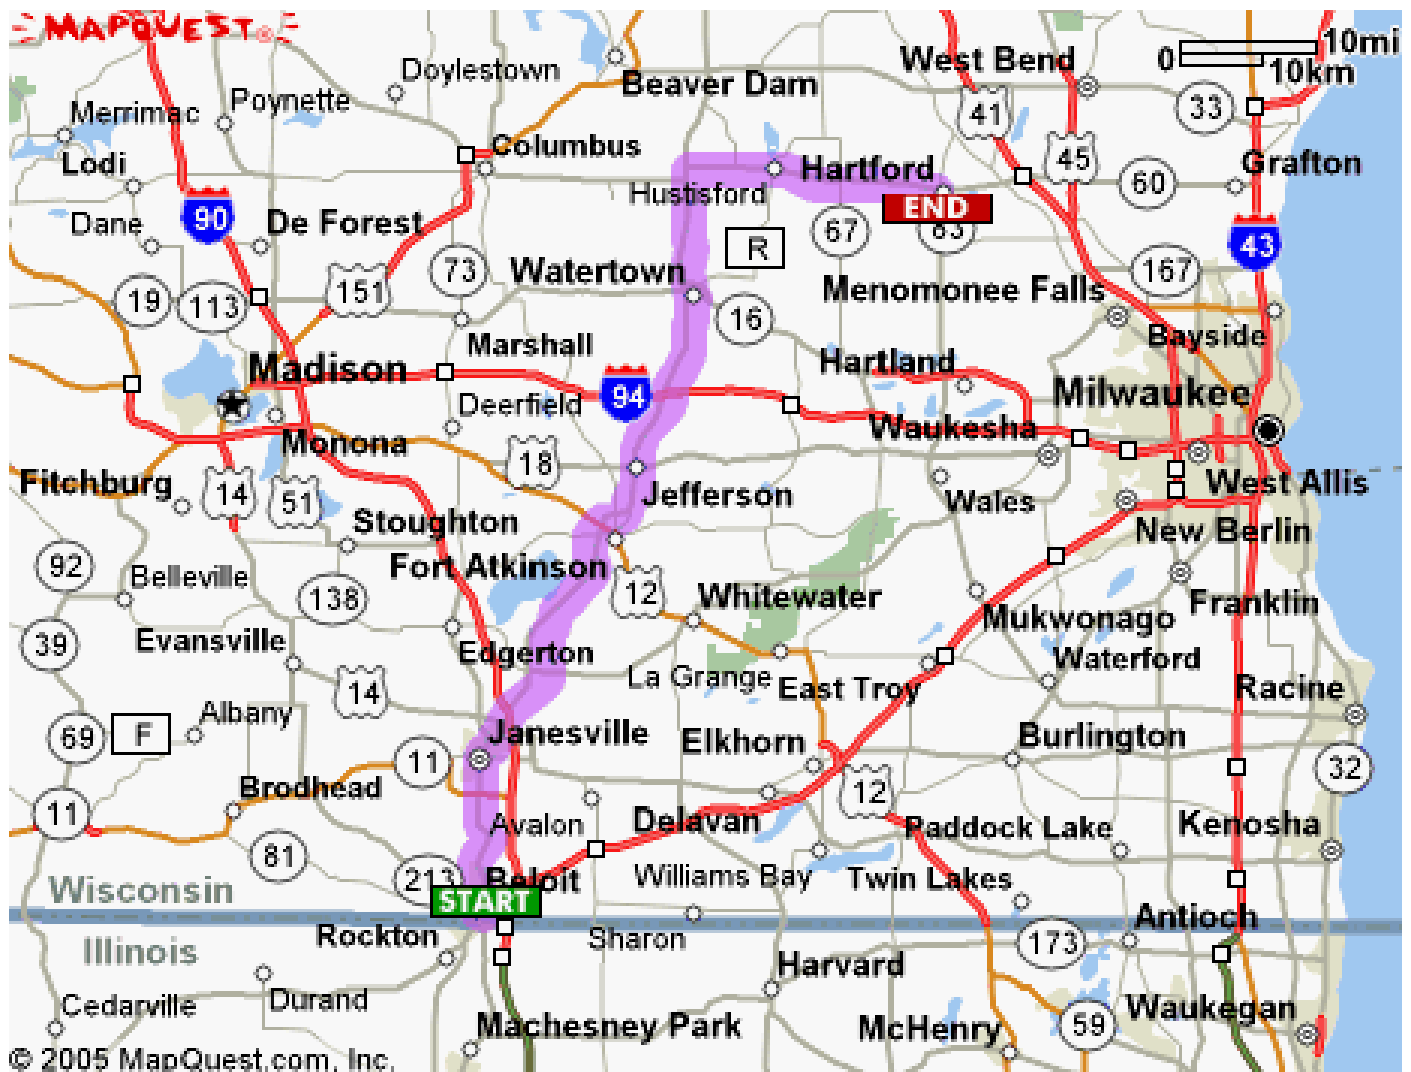 MAPQUEST®
10mi
0
10km
West Bend
Doylestown
Beaver Dam
Merrimac
Poynette
41
33
Lodi
Columbus
45
Grafton
Hustisford
Hartford
60
90
Dane
De Forest
END
67
83
R
43
73
Watertown
167
19
113
151
Menomonee Falls
16
Bayside
Marshall
Madison
Hartland
94
Milwaukee
Deerfield
Monona
Waukesha
18
Fitchburg
14
51
Jefferson
Wales
West Allis
Stoughton
New Berlin
92
Belleville
Fort Atkinson
138
12
Whitewater
Franklin
Mukwonago
39
Evansville
Edgerton
La Grange
East Troy
Waterford
14
Racine
Albany
69
F
Janesville
Elkhorn
Burlington
11
32
Brodhead
12
11
Avalon
Delavan
Paddock Lake
Kenosha
81
213
Beloit
Williams Bay
Twin Lakes
Wisconsin
START
Antioch
Rockton
Sharon
173
Illinois
Harvard
Durand
Cedarville
Waukegan
Machesney Park
McHenry
59
© 2005 MapQuest.com, Inc.